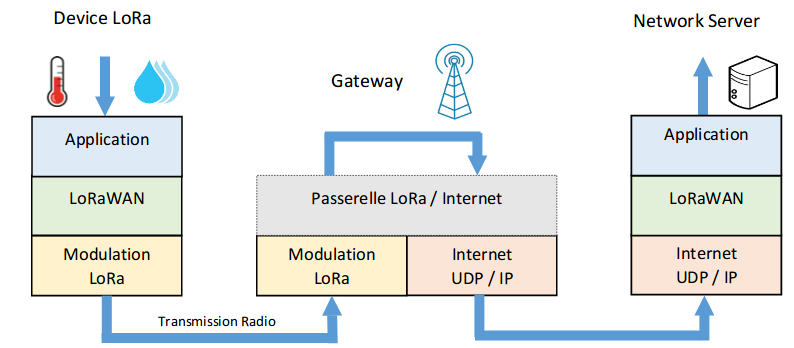 Device LoRa
Network Server
Gateway
Application
LoRaWAN
Modulation
LoRa
Transmission Radio
Passerelle LoRa / Internet
Modulation
LoRa
Internet
UDP / IP
Application
LoRaWAN
Internet
UDP / IP